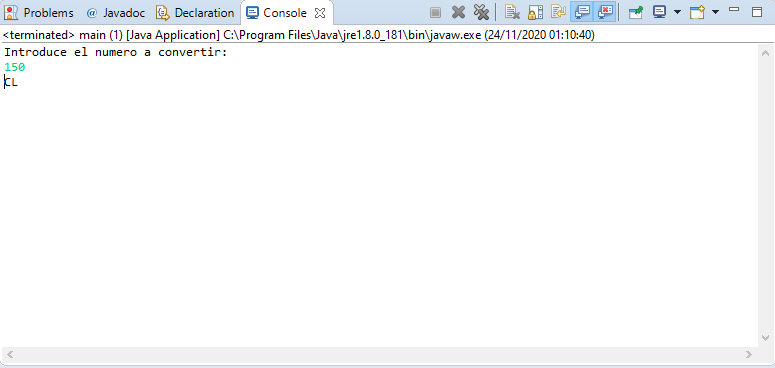 Problems @ Javadoc Declaration Console
<terminated> main (1) [Java Application] C:\Program Files\Java\jre1.8.0_181\bin\javaw.exe (24/11/2020 01:10:40)
Introduce el numero a convertir:
150
CL